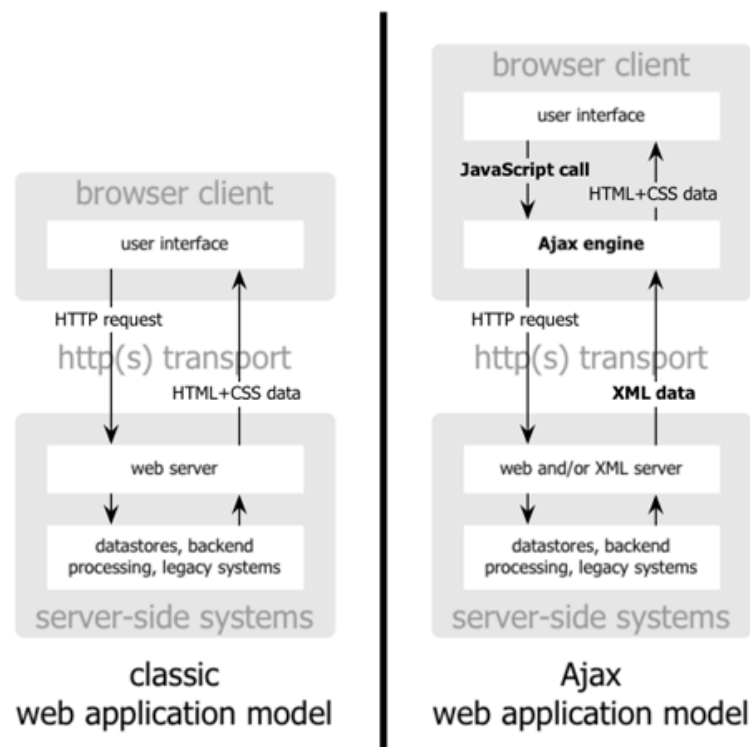 browser client
user interface
HTTP request
http(s) transport
HTML+CSS data
web server
datastores, backend
processing, legacy systems
server-side systems
classic
web application model
browser client
user interface
JavaScript call
HTML+CSS data
Ajax engine
HTTP request
http(s) transport
XML data
web and/or XML server
datastores, backend
processing, legacy systems
server-side systems
Ajax
web application model